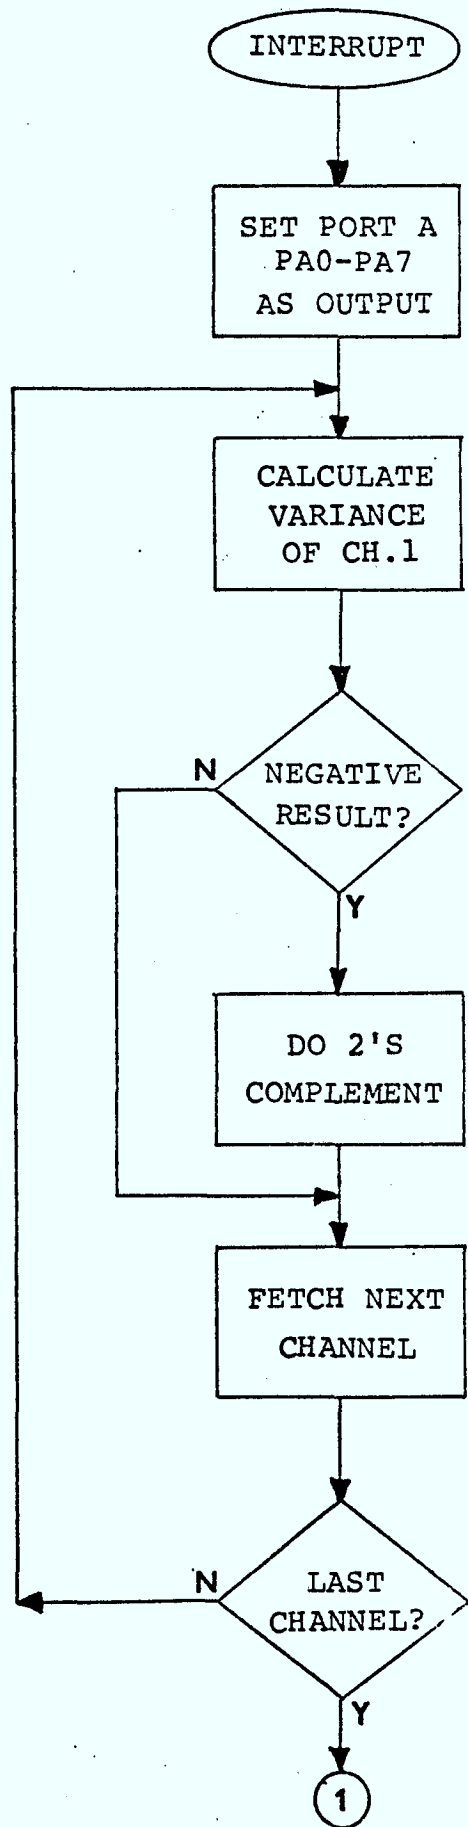 INTERRUPT
SET PORT A
PA0-PA7
AS OUTPUT
CALCULATE
VARIANCE
OF CH.1
N
NEGATIVE
RESULT?
Y
DO 2'S
COMPLEMENT
FETCH NEXT
CHANNEL
N
LAST
CHANNEL?
Y
1